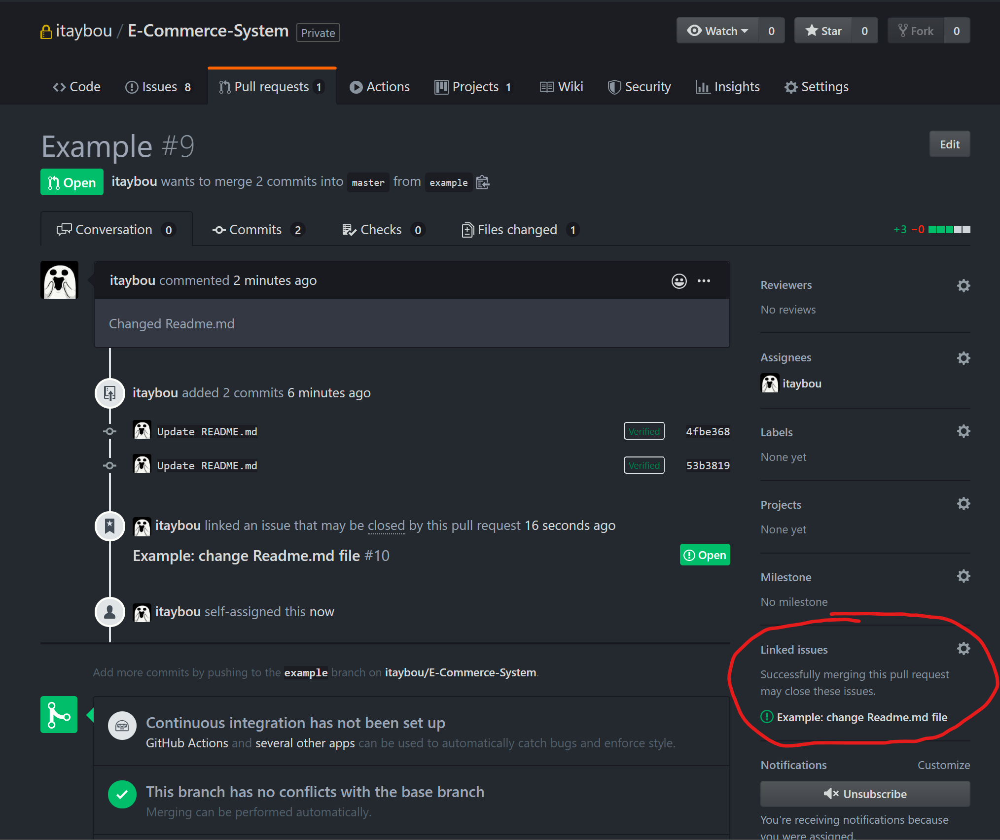 itaybou / E-Commerce-System Private Watch 0 Star 0 Fork 0
Code Issues 8 Pull requests 1 Actions Projects 1 Wiki Security Insights Settings
Example #9 Edit
Open itaybou wants to merge 2 commits into master from example
Conversation 0 Commits 2 Checks 0 Files changed 1 +3 −0
itaybou commented 2 minutes ago
Changed Readme.md
itaybou added 2 commits 6 minutes ago
Update README.md Verified 4fbe368
Update README.md Verified 53b3819
itaybou linked an issue that may be closed by this pull request 16 seconds ago
Example: change Readme.md file #10 Open
itaybou self-assigned this now
Add more commits by pushing to the example branch on itaybou/E-Commerce-System.
Continuous integration has not been set up
GitHub Actions and several other apps can be used to automatically catch bugs and enforce style.
This branch has no conflicts with the base branch
Merging can be performed automatically.
Reviewers
No reviews
Assignees
itaybou
Labels
None yet
Projects
None yet
Milestone
No milestone
Linked issues
Successfully merging this pull request
may close these issues.
Example: change Readme.md file
Notifications Customize
Unsubscribe
You’re receiving notifications because
you were assigned.